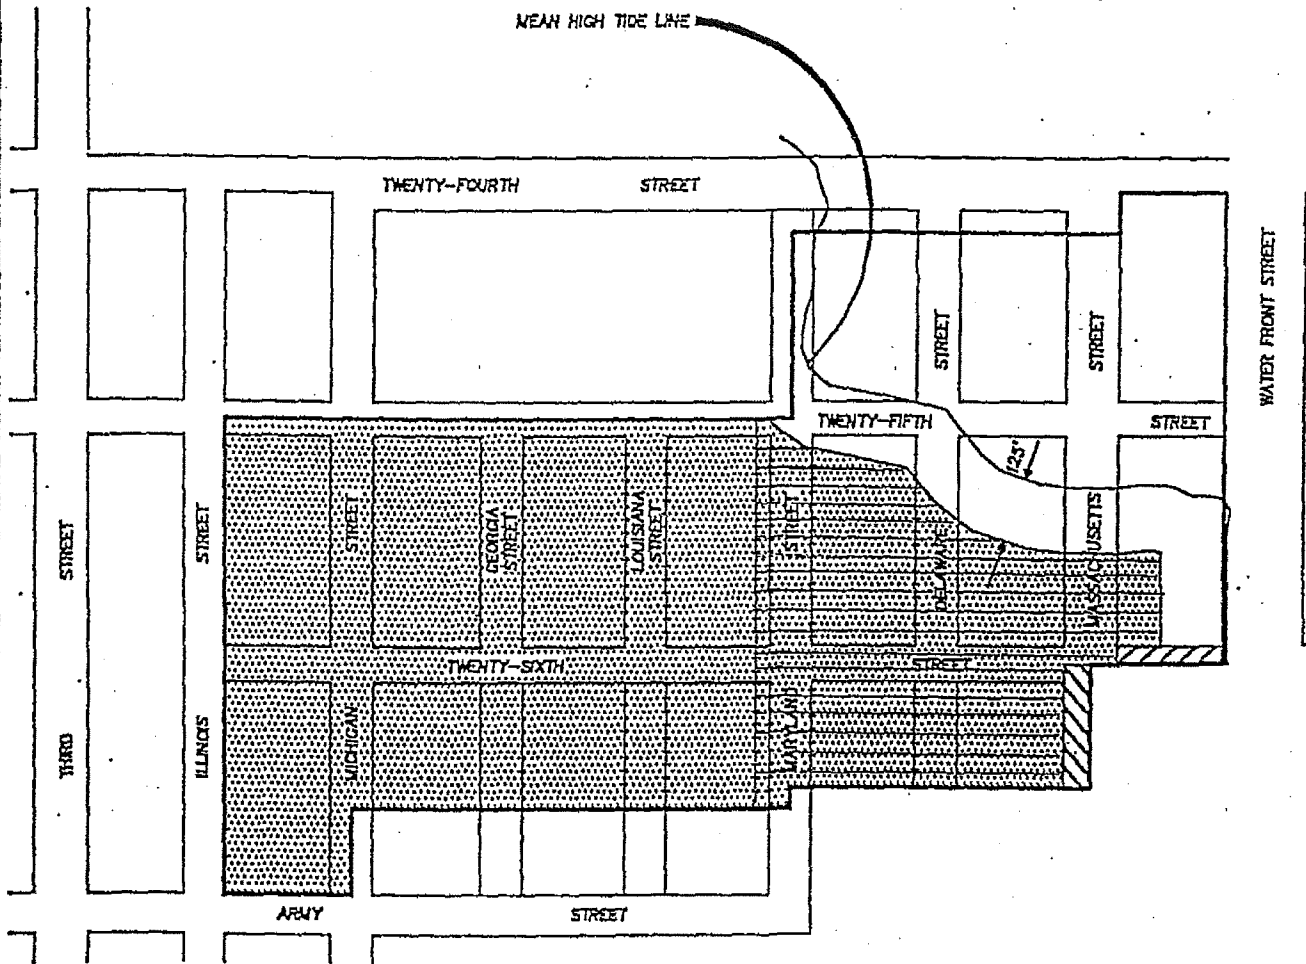 MEAN HIGH TIDE LINE
TWENTY-FOURTH STREET
WATER FRONT STREET
STREET
STREET
TWENTY-FIFTH STREET
125'
THIRD STREET
ILLINOIS STREET
MICHIGAN STREET
GEORGIA
STREET
LOUISIANA
STREET
MARYLAND STREET
DELAWARE
MASSACHUSETTS
TWENTY-SIXTH STREET
ARMY STREET